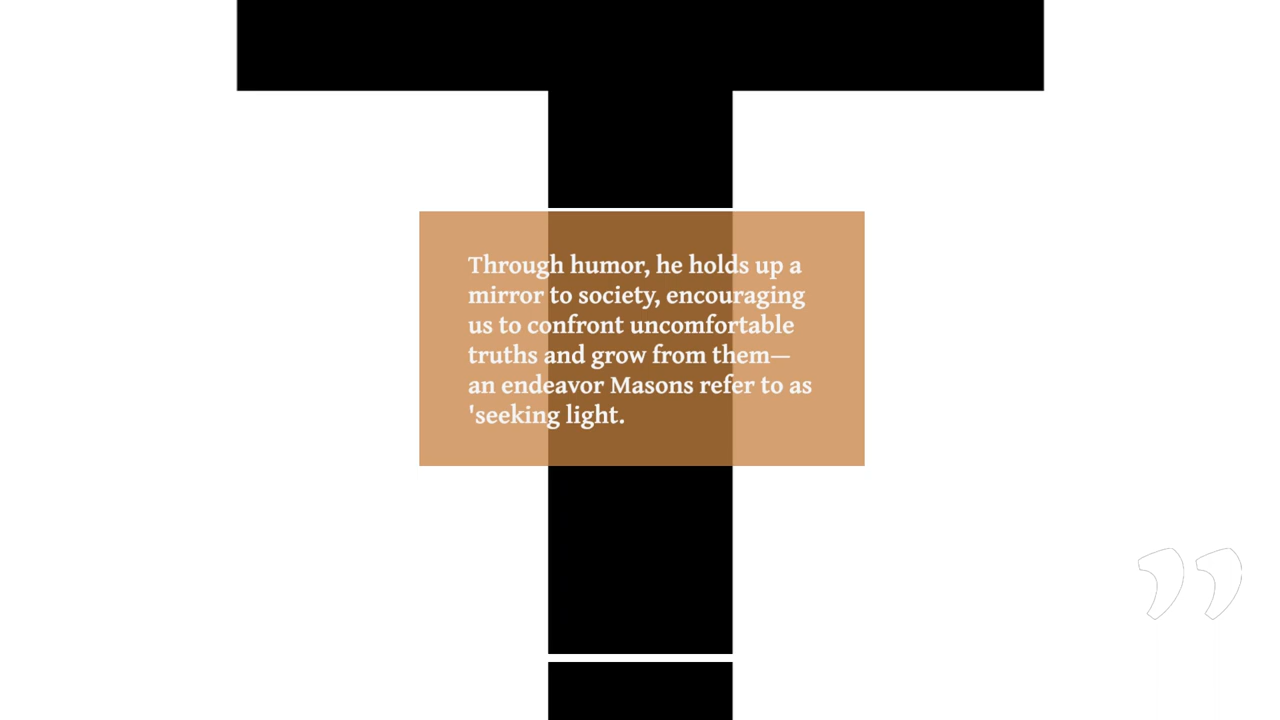 Through humor, he holds up a
mirror to society, encouraging
us to confront uncomfortable
truths and grow from them—
an endeavor Masons refer to as
'seeking light.
”